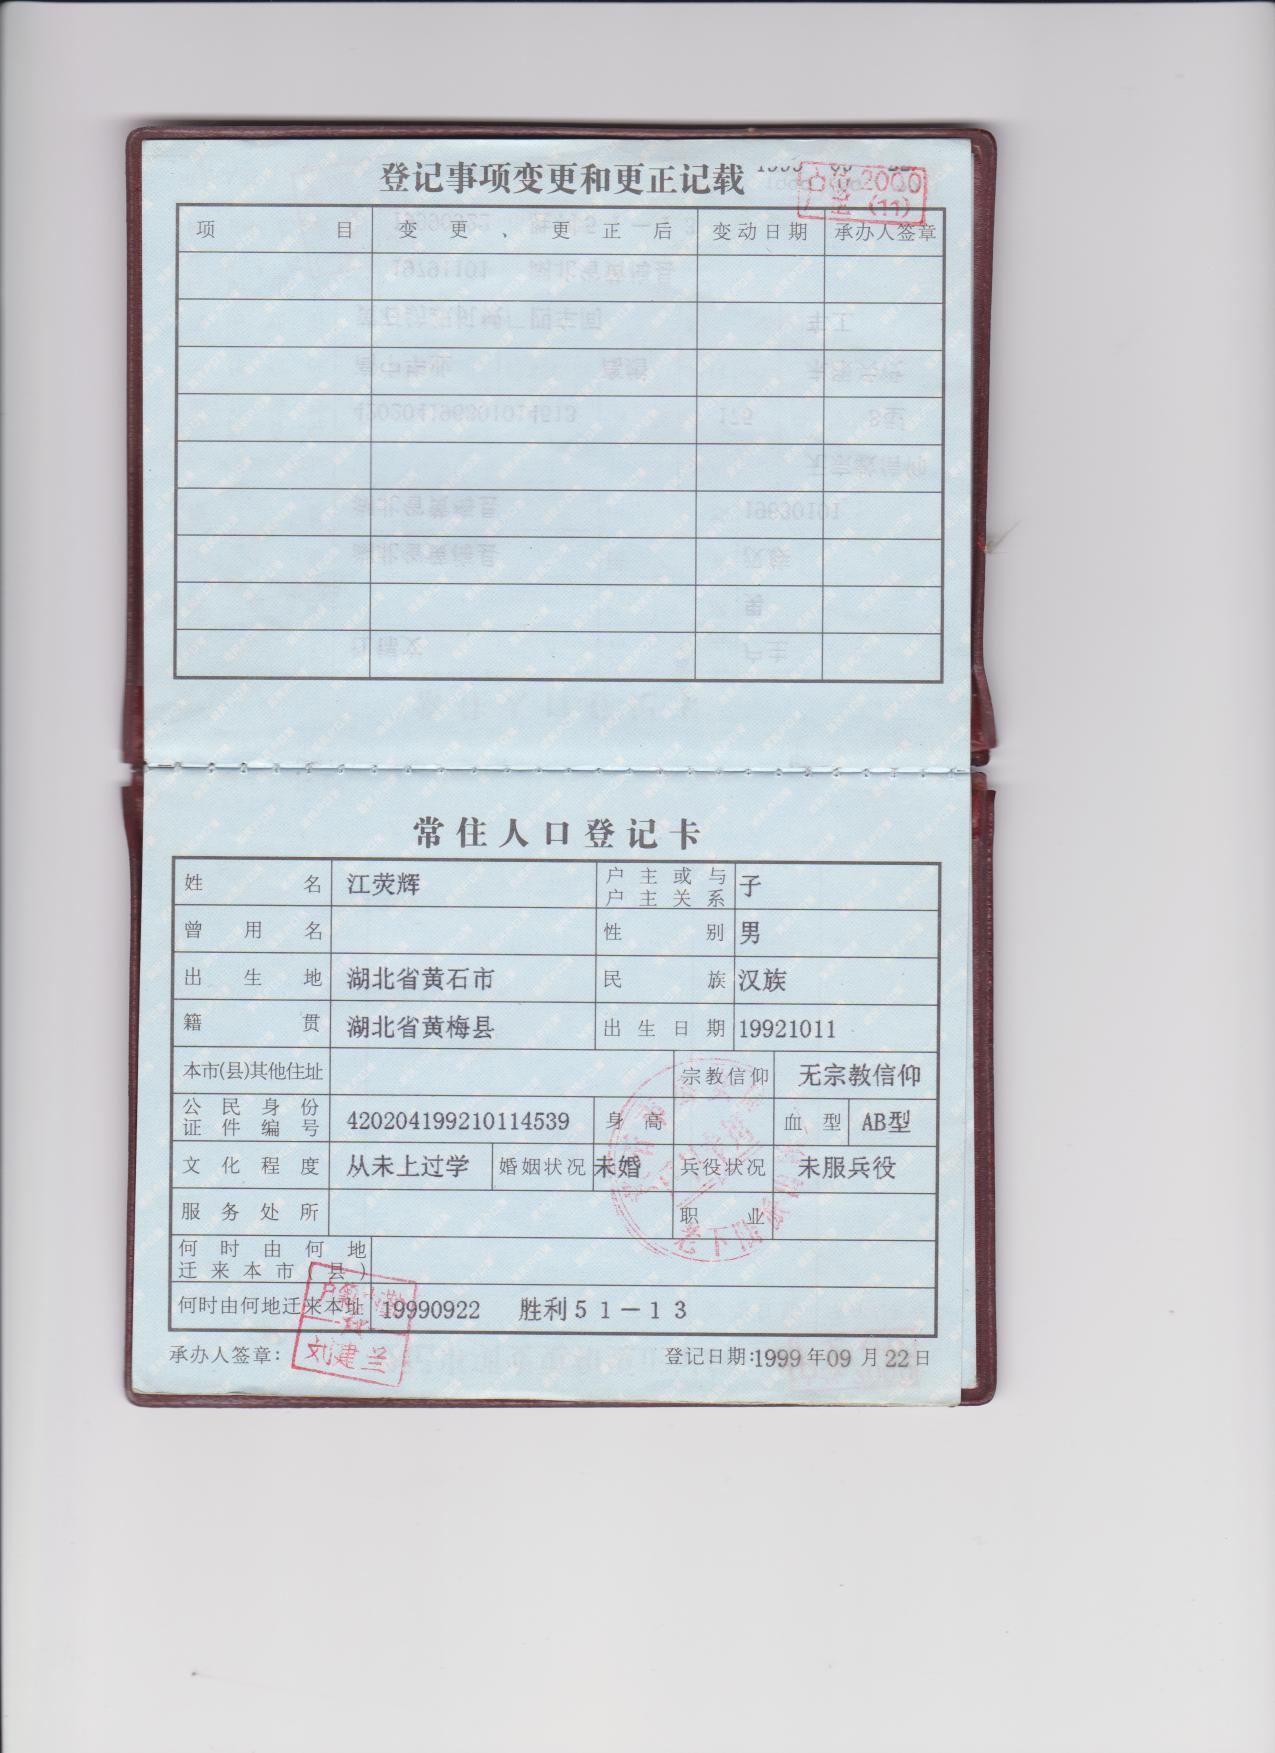 登记事项变更和更正记载
项 目 变 更 、 更 正 后 变动日期 承办人签章
常住人口登记卡
姓 名 江荧辉 户主或与户主关系 子
曾用名 性别 男
出生地 湖北省黄石市 民族 汉族
籍贯 湖北省黄梅县 出生日期 19921011
本市(县)其他住址 宗教信仰 无宗教信仰
公民身份证件编号 420204199210114539 身高 血型 AB型
文化程度 从未上过学 婚姻状况 未婚 兵役状况 未服兵役
服务处所 职业
何时由何地迁来本市(县)
何时由何地迁来本址 19990922 胜利51－13
承办人签章: 刘建兰 登记日期:1999年09月22日